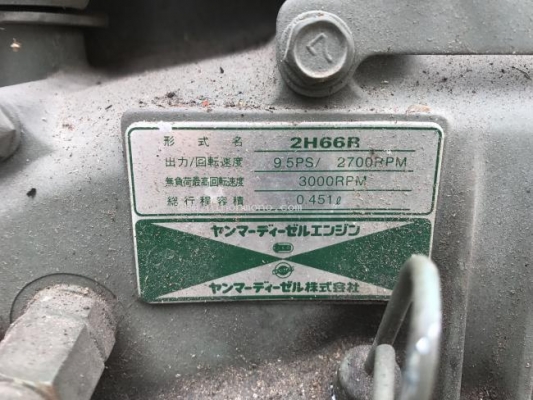 7
形式名 2H66R
出力/回転速度 9.5PS/ 2700RPM
無負荷最高回転速度 3000RPM
総行程容積 0.451ℓ
ヤンマーディーゼルエンジン
ヤンマーディーゼル株式会社